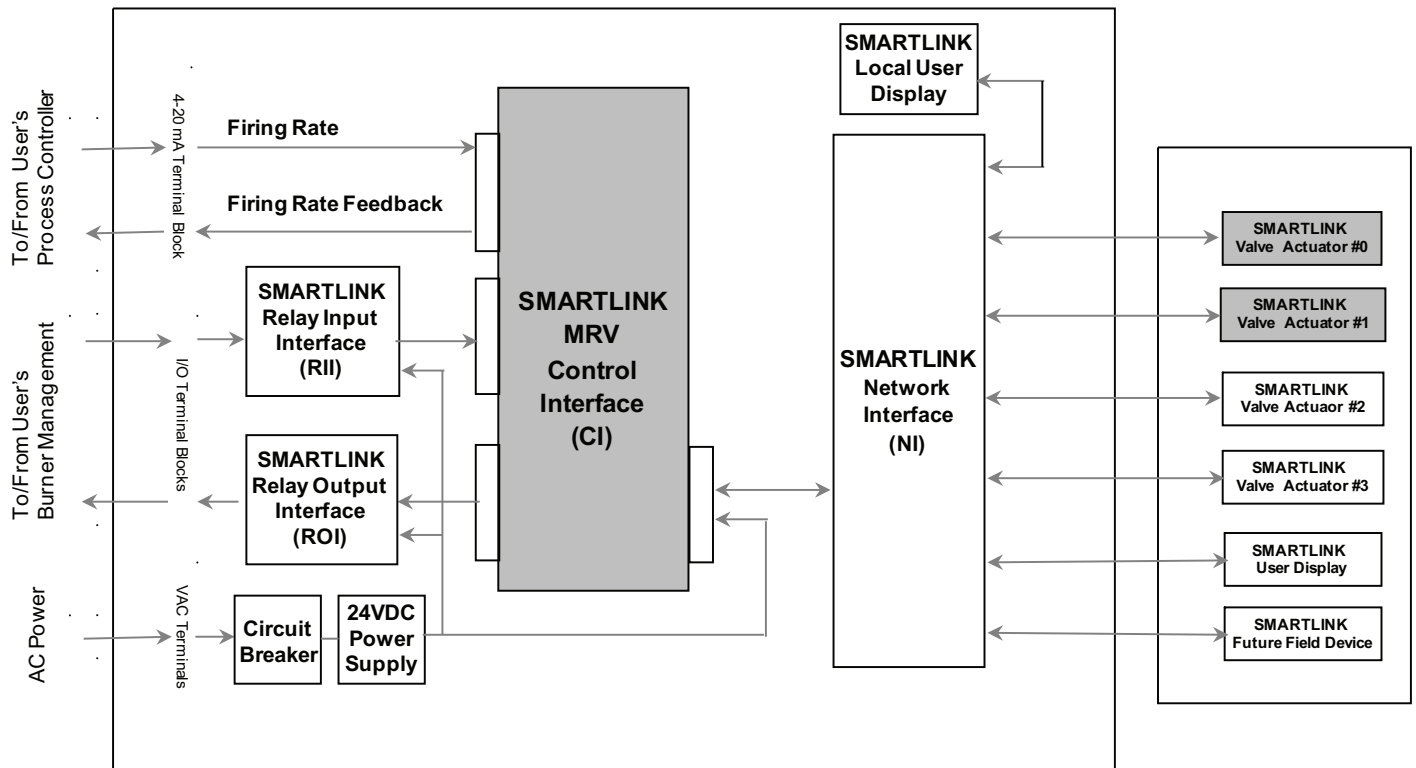 To/From User's
Process Controller
4-20 mA Terminal Block
Firing Rate
Firing Rate Feedback
To/From User's
Burner Management
I/O Terminal Blocks
SMARTLINK
Relay Input
Interface
(RII)
SMARTLINK
Relay Output
Interface
(ROI)
AC Power
VAC Terminals
Circuit
Breaker
24VDC
Power
Supply
SMARTLINK
MRV
Control
Interface
(CI)
SMARTLINK
Local User
Display
SMARTLINK
Network
Interface
(NI)
SMARTLINK
Valve Actuator #0
SMARTLINK
Valve Actuator #1
SMARTLINK
Valve Actuaor #2
SMARTLINK
Valve Actuator #3
SMARTLINK
User Display
SMARTLINK
Future Field Device